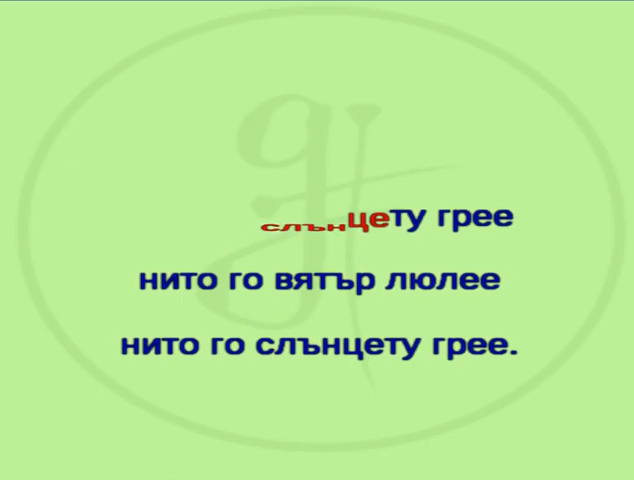 слънцету грее
нито го вятър люлее
нито го слънцету грее.